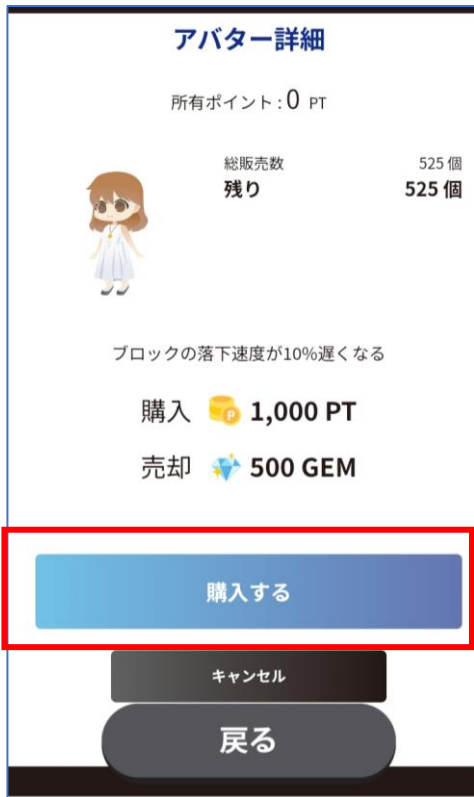 アバター詳細
所有ポイント : 0 PT
総販売数 525 個
残り 525 個
ブロックの落下速度が10%遅くなる
購入 P 1,000 PT
売却 500 GEM
購入する
キャンセル
戻る